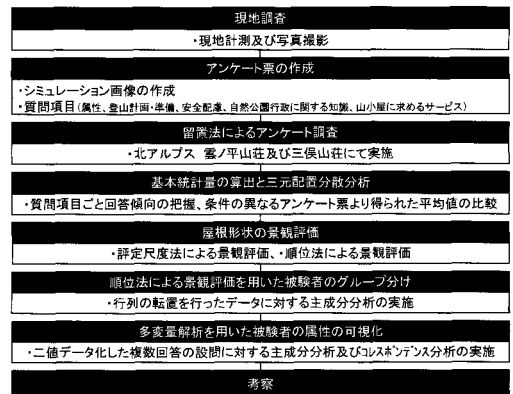 現地調査
・現地計測及び写真撮影
アンケート票の作成
・シミュレーション画像の作成
・質問項目(属性、登山計画・準備、安全配慮、自然公園行政に関する知識、山小屋に求めるサービス)
留置法によるアンケート調査
・北アルプス 雲ノ平山荘及び三俣山荘にて実施
基本統計量の算出と三元配置分散分析
・質問項目ごと回答傾向の把握、条件の異なるアンケート票より得られた平均値の比較
屋根形状の景観評価
・評定尺度法による景観評価、・順位法による景観評価
順位法による景観評価を用いた被験者のグループ分け
・行列の転置を行ったデータに対する主成分分析の実施
多変量解析を用いた被験者の属性の可視化
・二値データ化した複数回答の設問に対する主成分分析及びコレスポンデンス分析の実施
考察